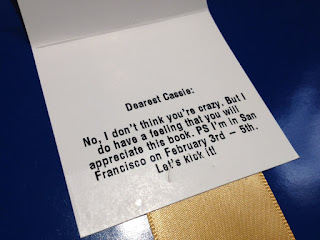 Dearest Cassie:
No, I don't think you're crazy. But I
do have a feeling that you will
appreciate this book. PS I'm in San
Francisco on February 3rd - 5th.
Let's kick it!